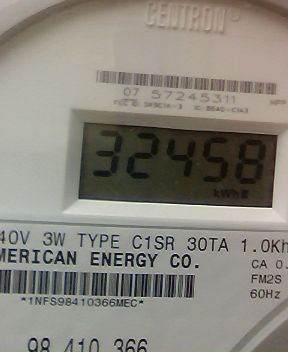 CENTRON®
07 57245311
32458
kWh
40V 3W TYPE C1SR 30TA 1.0Kh
MERICAN ENERGY CO.
CA 0.
FM2S
*1NFS98410366MEC*
60Hz
98 410 366